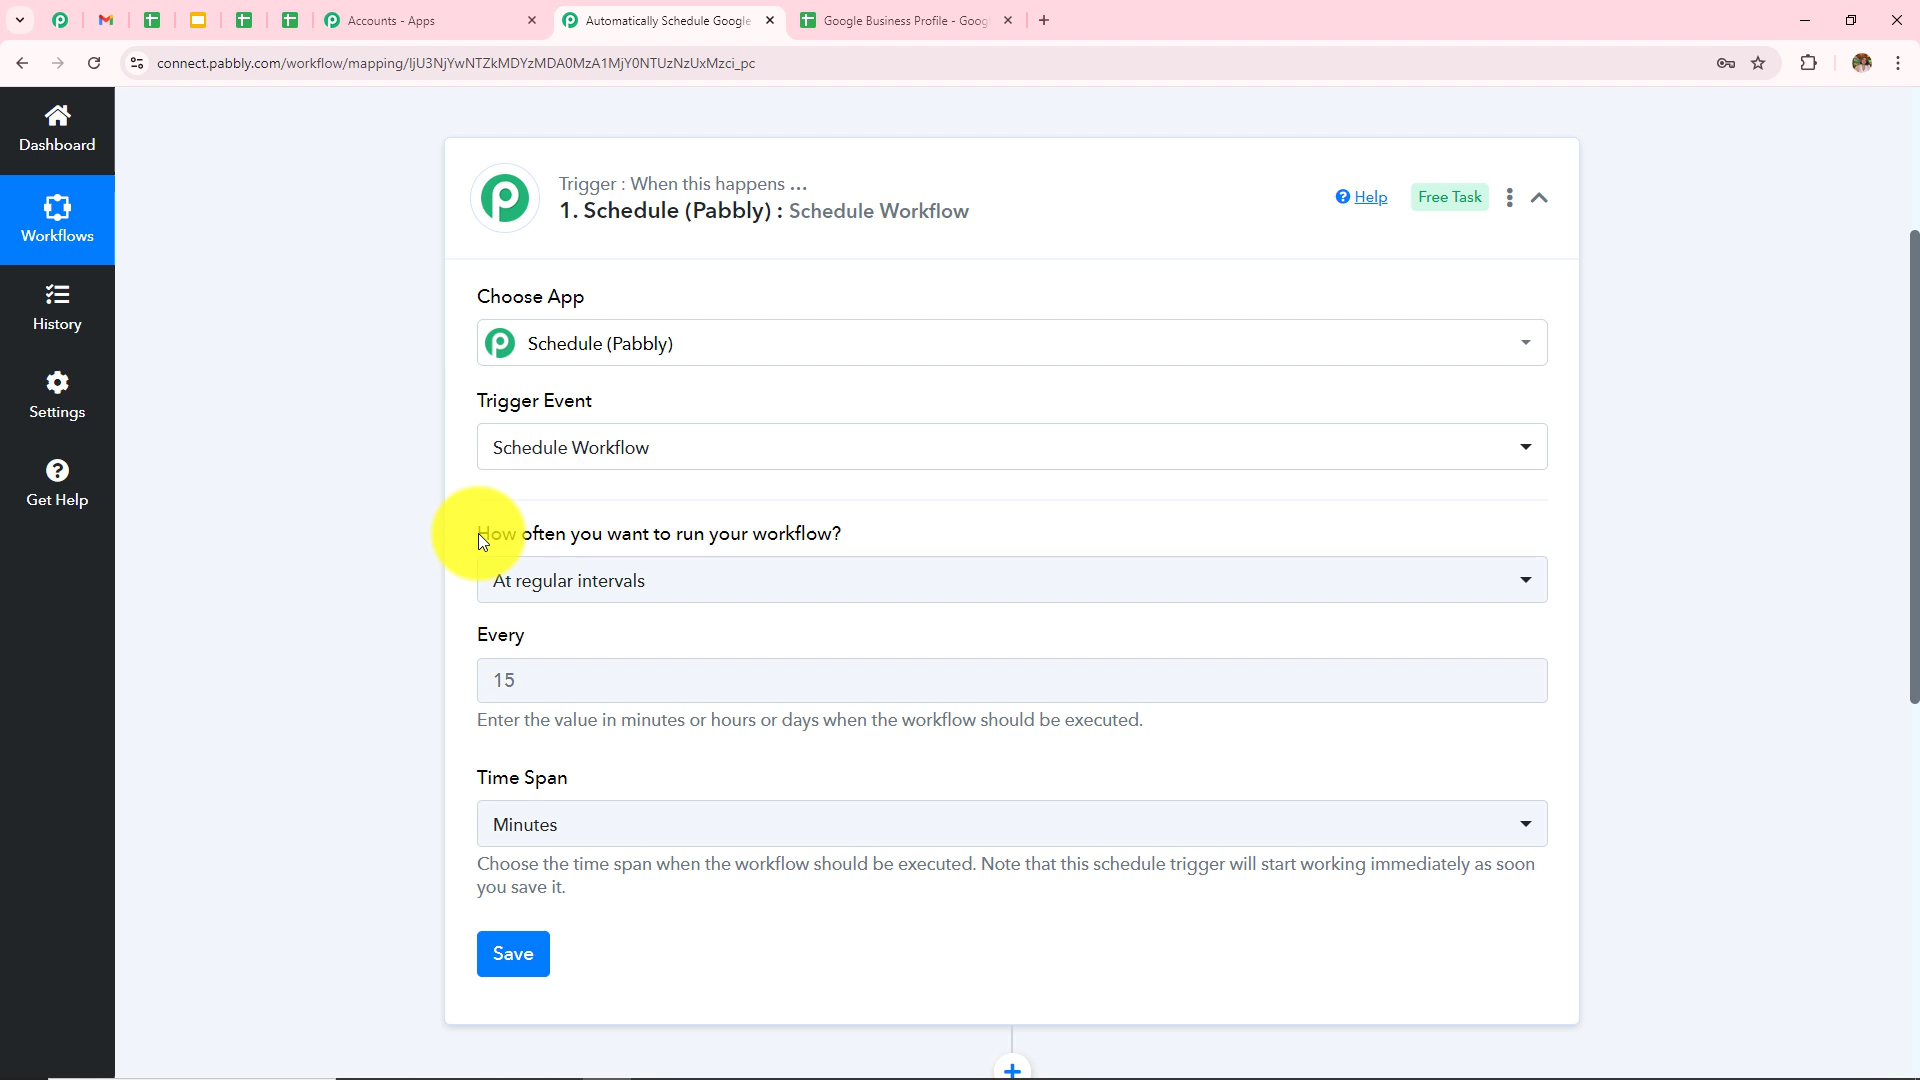 Accounts - Apps
Automatically Schedule Google
Google Business Profile - Goog
connect.pabbly.com/workflow/mapping/
Dashboard
Workflows
History
Settings
Get Help
Trigger : When this happens ...
1. Schedule (Pabbly) : Schedule Workflow
Help
Free Task
Choose App
Schedule (Pabbly)
Trigger Event
Schedule Workflow
How often you want to run your workflow?
At regular intervals
Every
15
Enter the value in minutes or hours or days when the workflow should be executed.
Time Span
Minutes
Choose the time span when the workflow should be executed. Note that this schedule trigger will start working immediately as soon
you save it.
Save